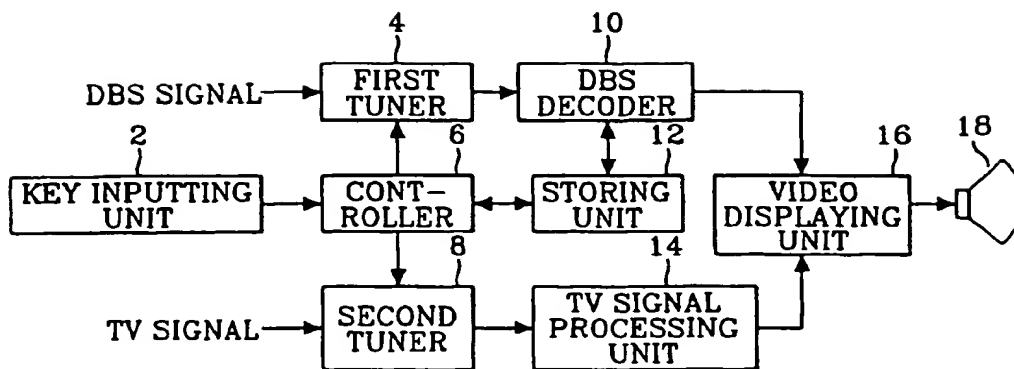 4
10
DBS SIGNAL
FIRST
TUNER
DBS
DECODER
2
6
12
16
18
KEY INPUTTING
UNIT
CONT-
ROLLER
STORING
UNIT
VIDEO
DISPLAYING
UNIT
8
14
TV SIGNAL
SECOND
TUNER
TV SIGNAL
PROCESSING
UNIT